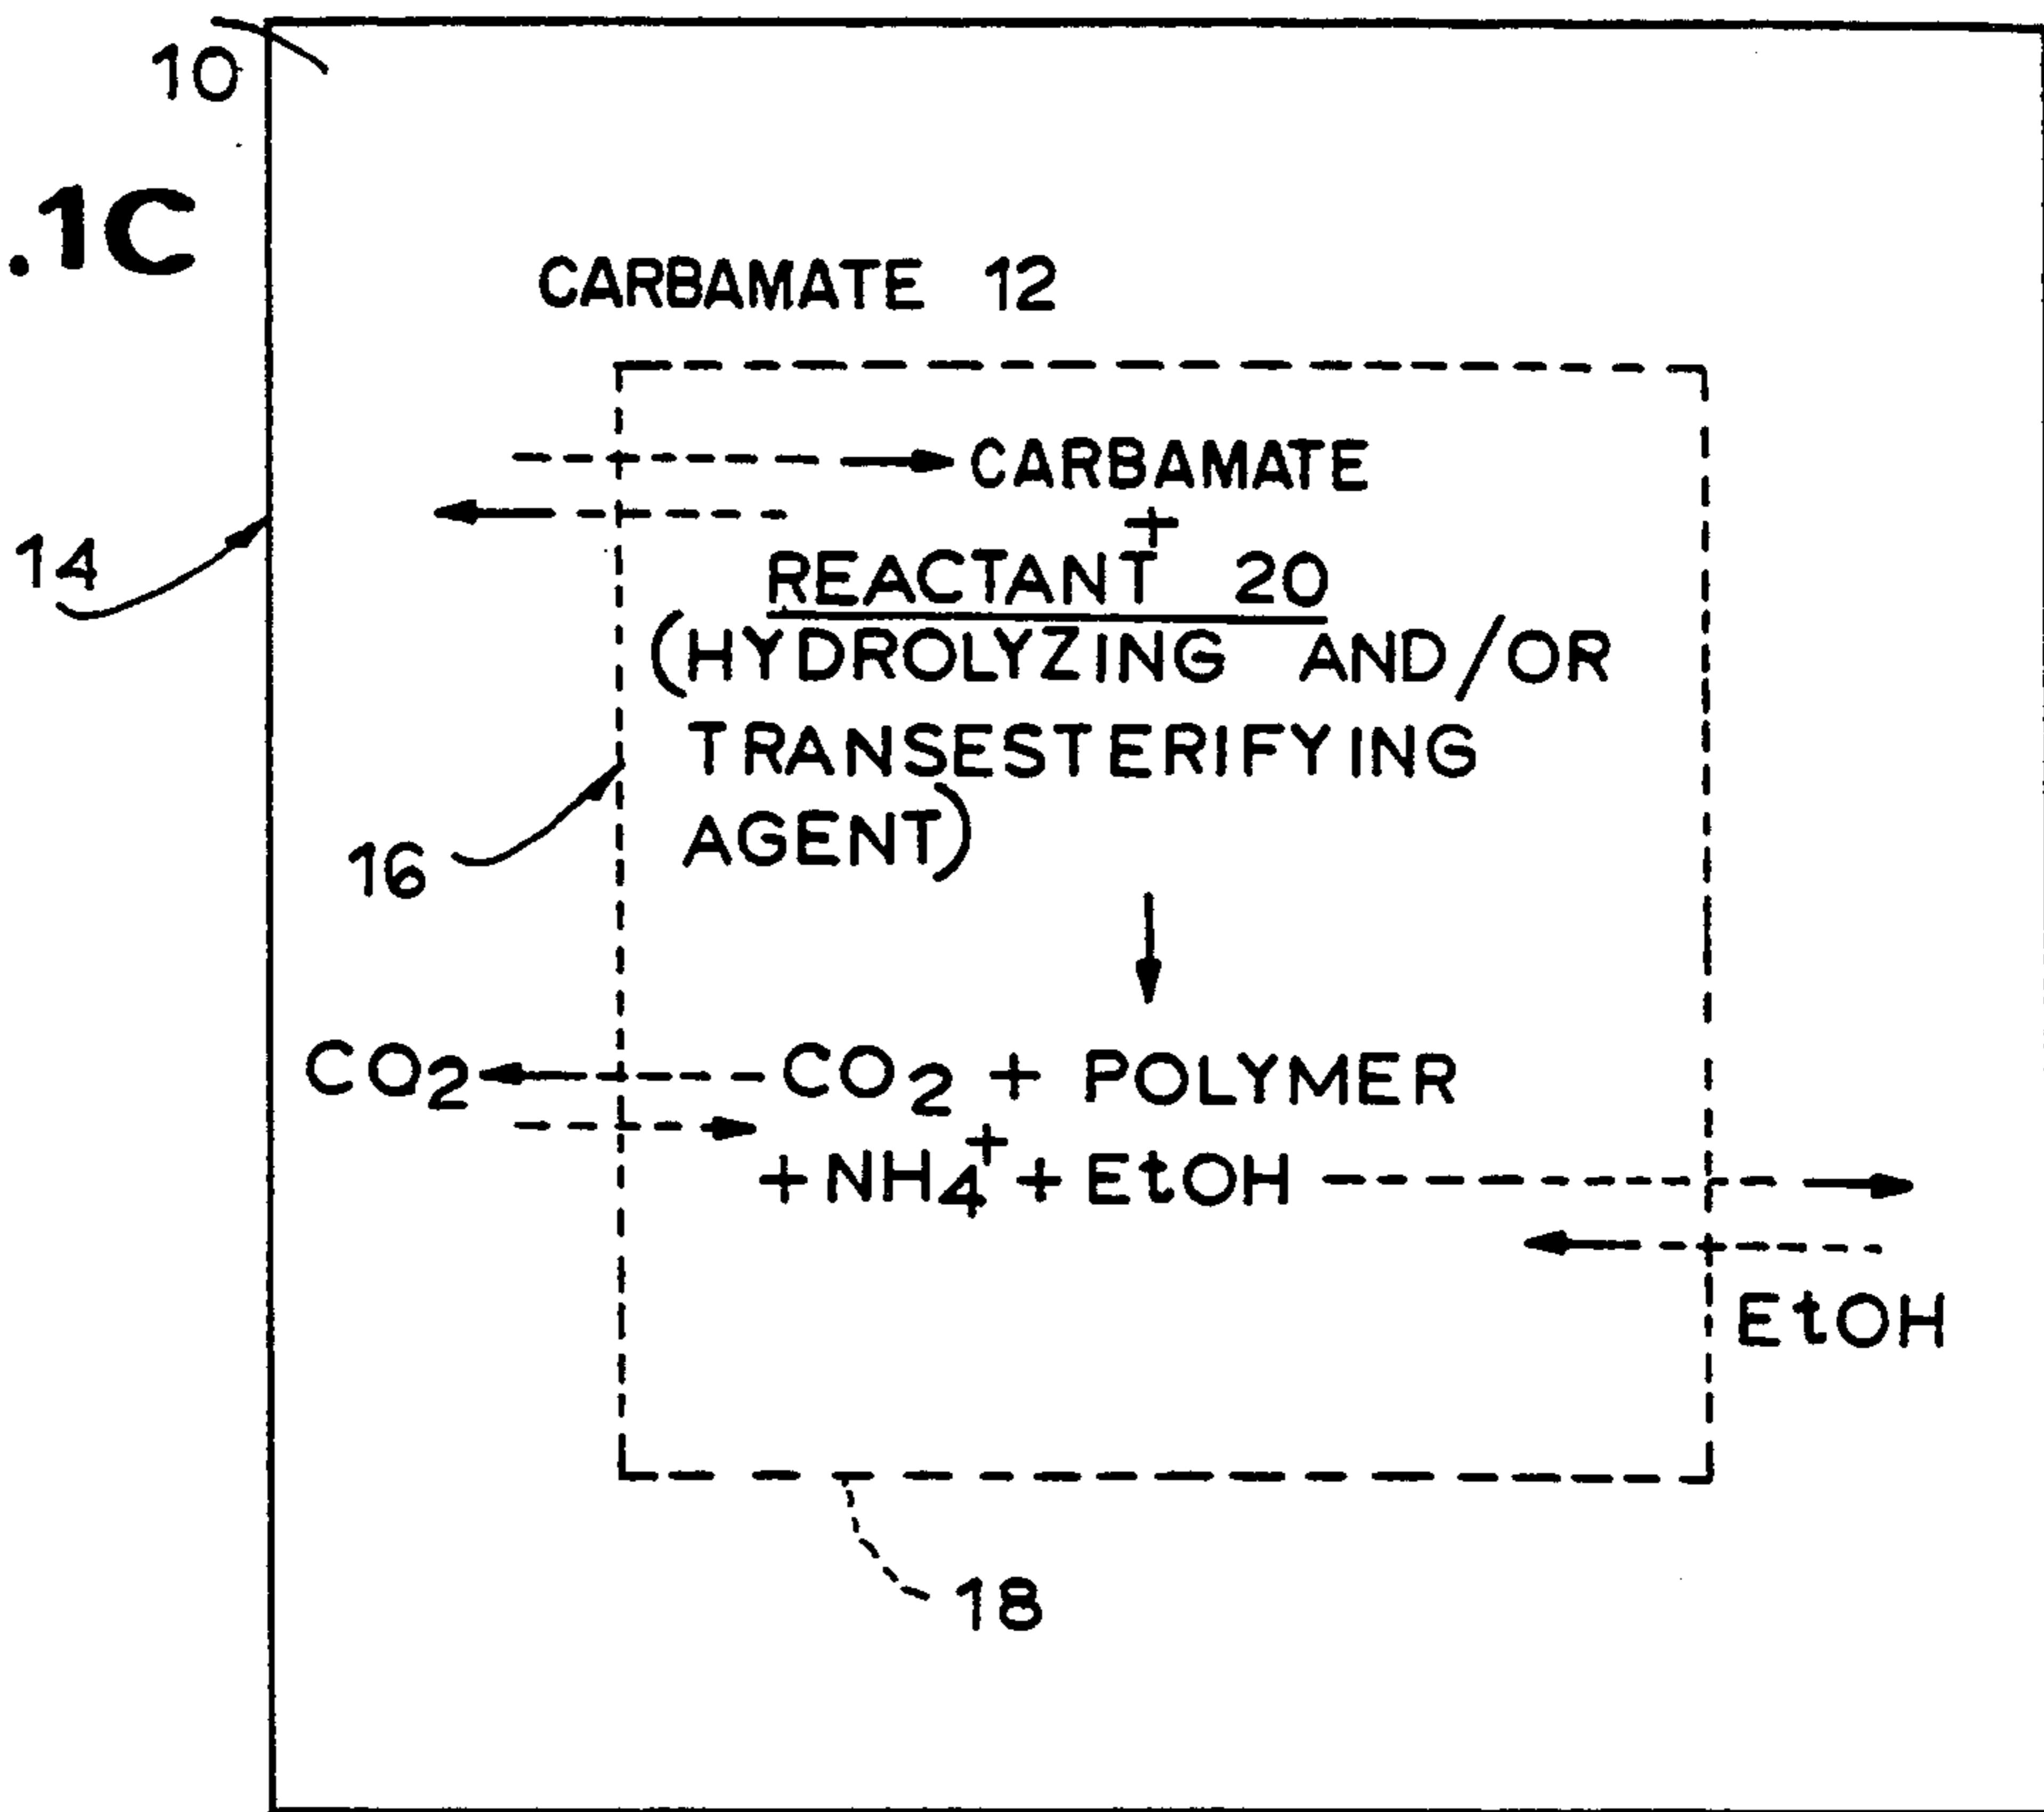 10
.1C
CARBAMATE 12
CARBAMATE
+
14
REACTANT 20
(HYDROLYZING AND/OR
TRANSESTERIFYING
AGENT)
16
CO2 CO2 + POLYMER
+NH4+ + EtOH
EtOH
18